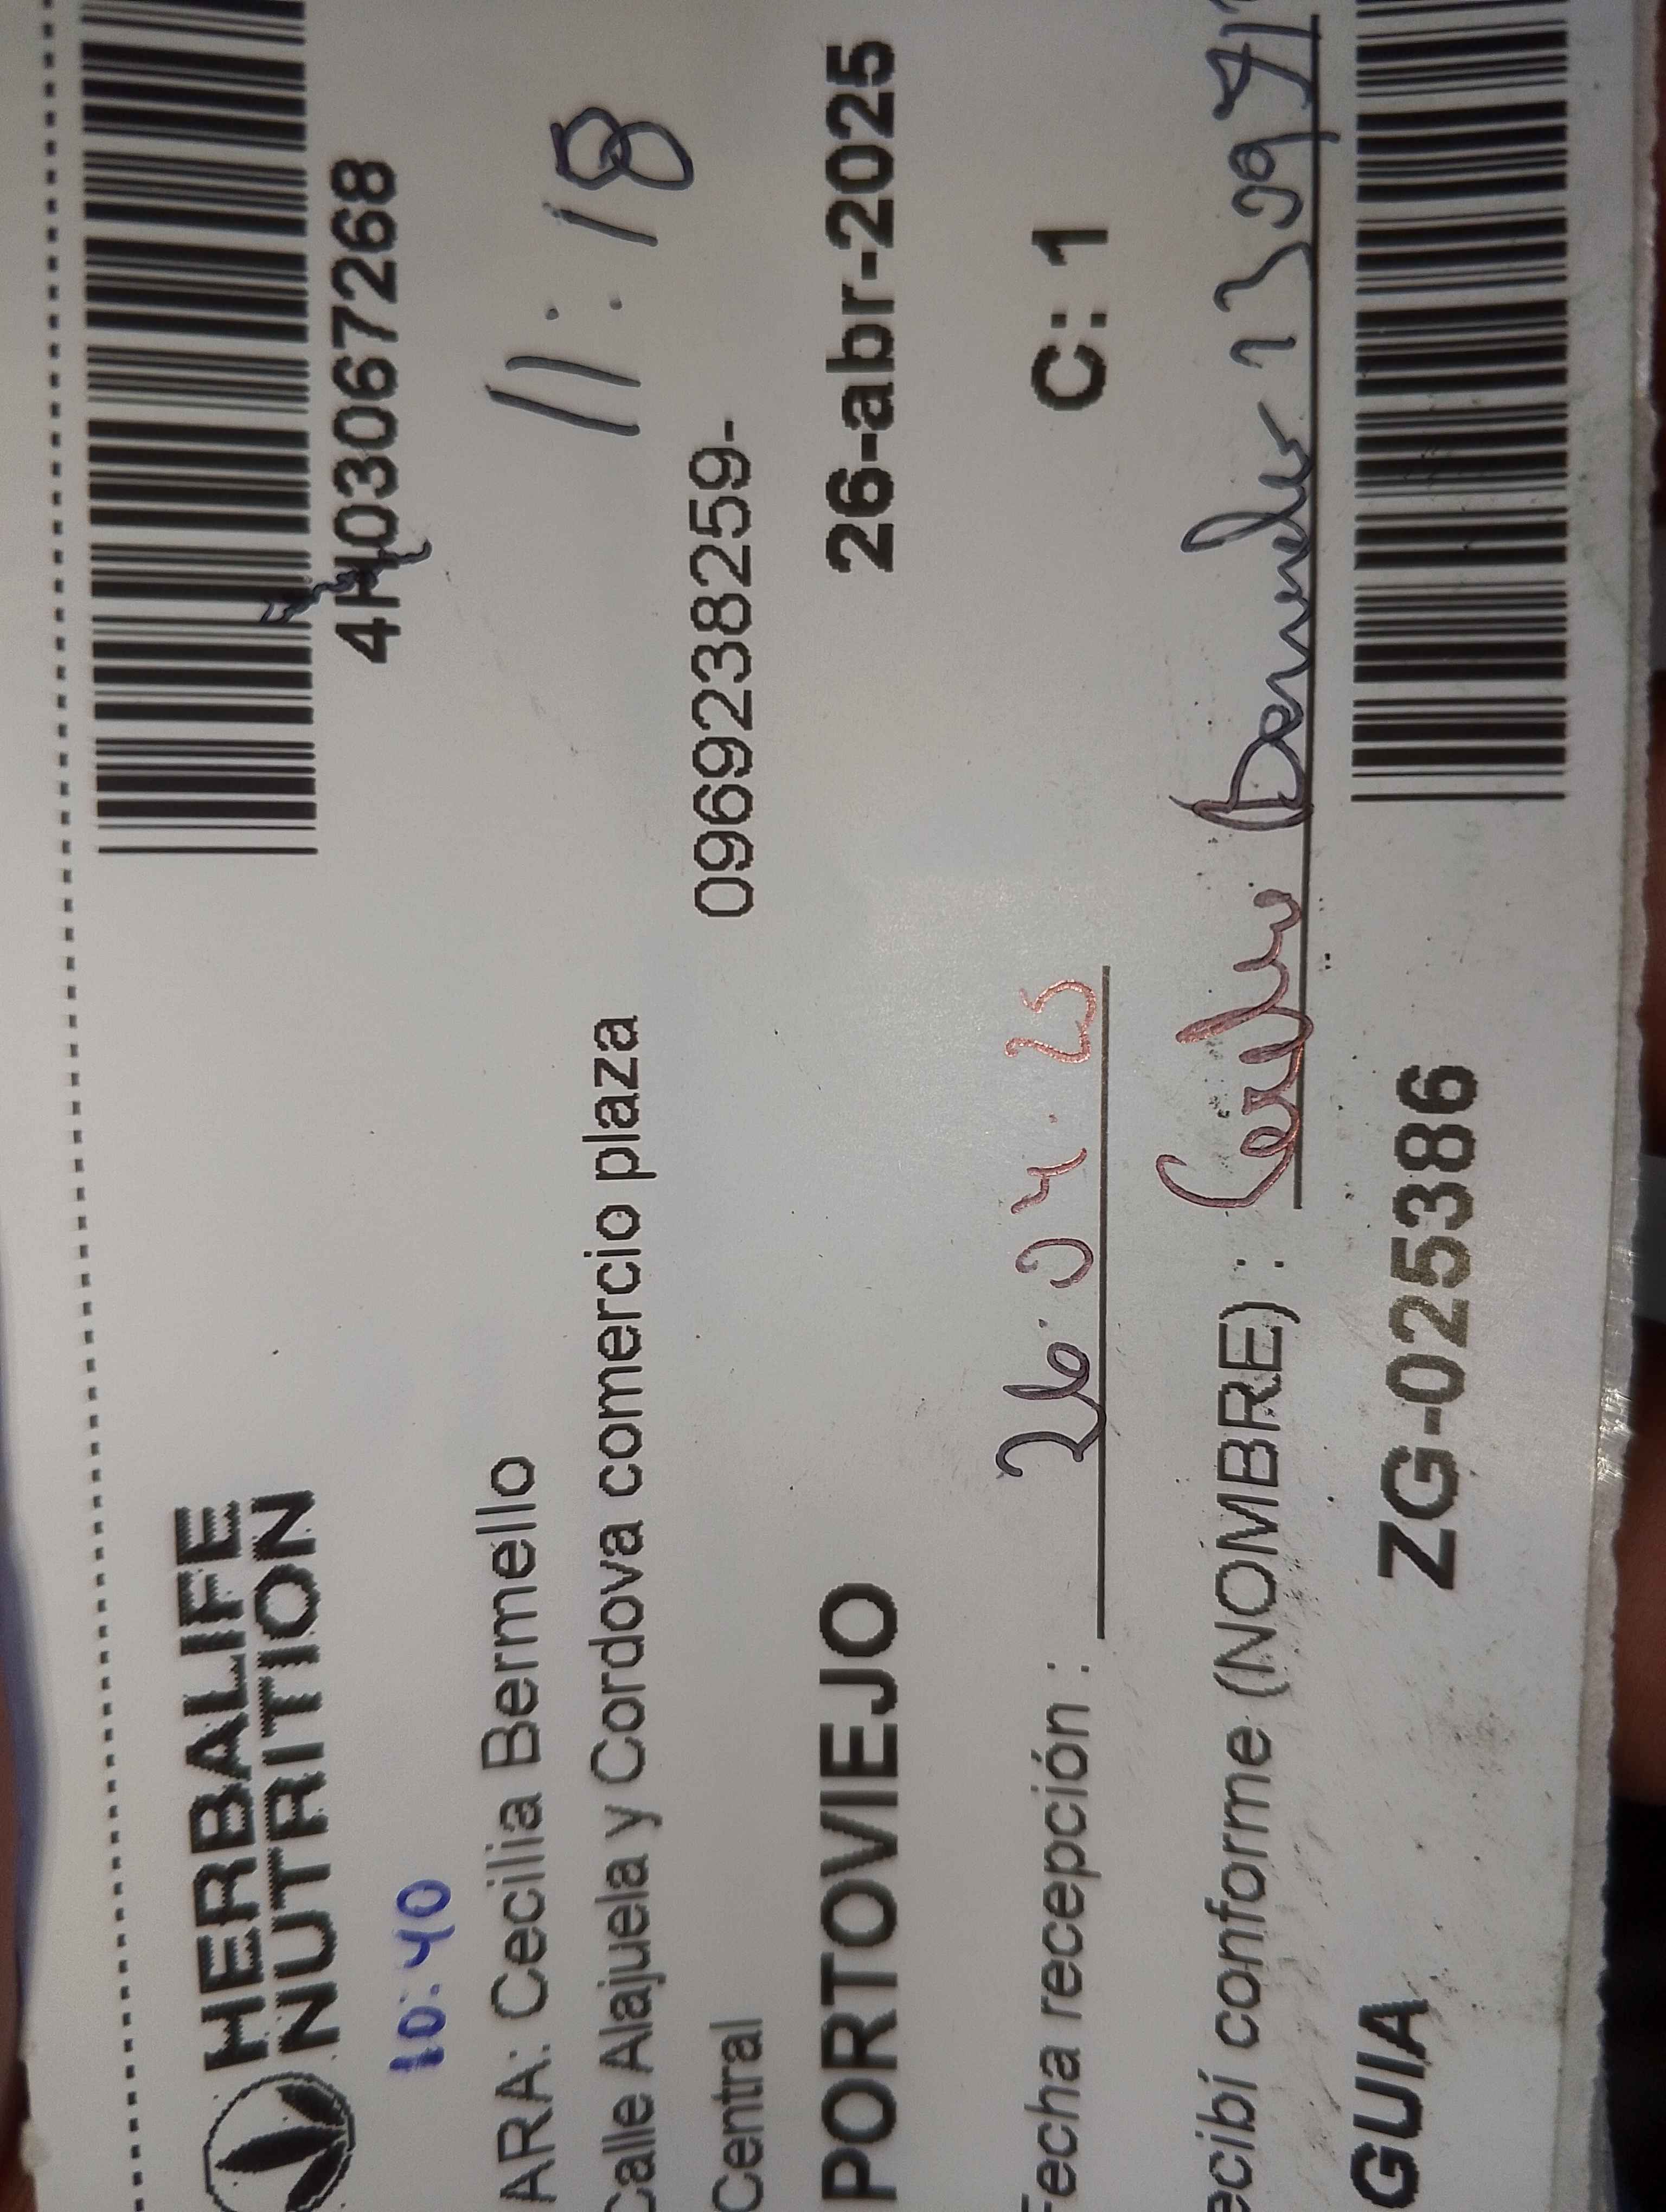 HERBALIFE
NUTRITION
4H03067268
10:40
11:18
ARA: Cecilia Bermello
Calle Alajuela y Cordova comercio plaza
Central
0969238259-
PORTOVIEJO
26-abr-2025
Fecha recepción :
26.04.25
C: 1
ecibí conforme (NOMBRE) :
GUIA
ZG-025386